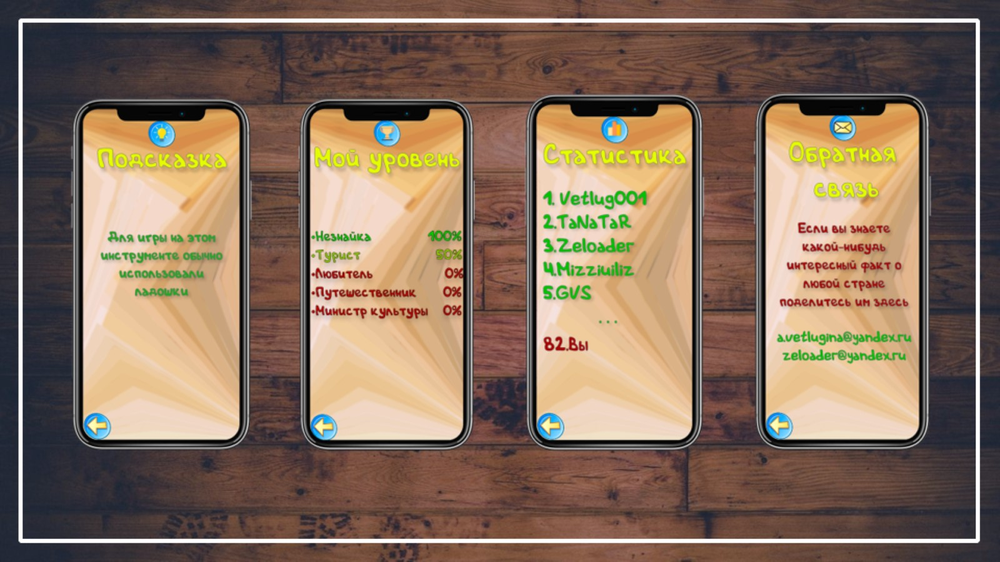 Подсказка
Для игры на этом
инструменте обычно
использовали
ладошки
Мой уровень
•Незнайка 100%
•Турист 50%
•Любитель 0%
•Путешественник 0%
•Министр культуры 0%
Статистика
1. Vetlug001
2.TaNaTaR
3.Zeloader
4.Mizziuiliz
5.GVS
...
82.Вы
Обратная
связь
Если вы знаете
какой-нибудь
интересный факт о
любой стране
поделитесь им здесь
a.vetlugina@yandex.ru
zeloader@yandex.ru